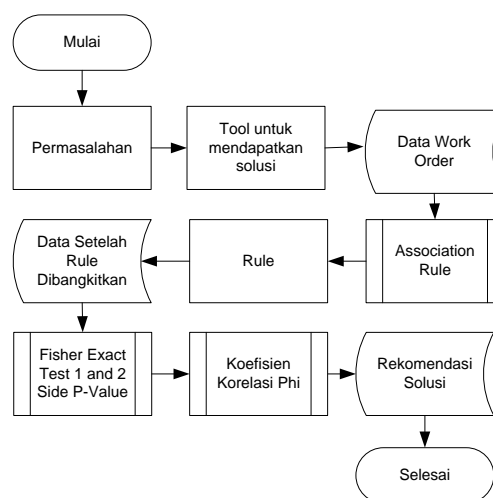 Mulai
Permasalahan
Tool untuk
mendapatkan
solusi
Data Work
Order
Association
Rule
Rule
Data Setelah
Rule
Dibangkitkan
Fisher Exact
Test 1 and 2
Side P-Value
Koefisien
Korelasi Phi
Rekomendasi
Solusi
Selesai